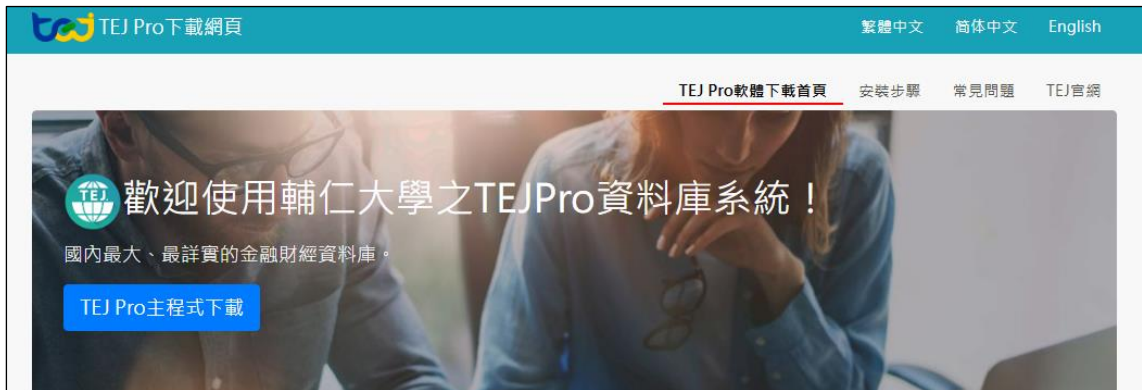 tej TEJ Pro下載網頁 繁體中文 简体中文 English
TEJ Pro軟體下載首頁 安裝步驟 常見問題 TEJ官網
TEJ 歡迎使用輔仁大學之TEJPro資料庫系統！
國內最大、最詳實的金融財經資料庫。
TEJ Pro主程式下載